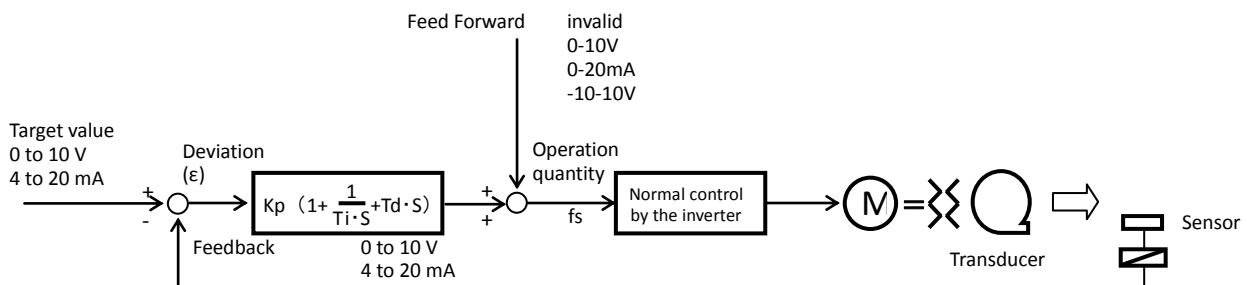 Feed Forward
invalid
0-10V
0-20mA
-10-10V
Target value
0 to 10 V
4 to 20 mA
+
-
Deviation
(ε)
Kp (1+ 1/Ti・S +Td・S)
0 to 10 V
4 to 20 mA
Feedback
+
+
Operation
quantity
fs
Normal control
by the inverter
M
Transducer
Sensor